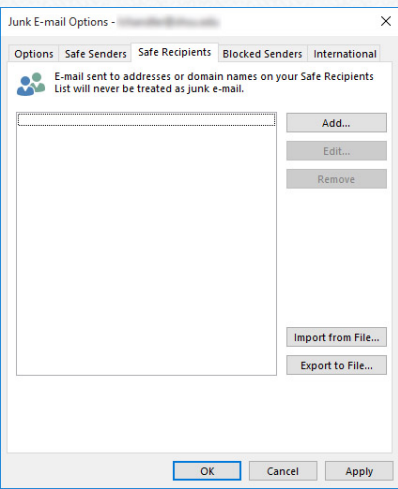 Junk E-mail Options -
Options Safe Senders Safe Recipients Blocked Senders International
E-mail sent to addresses or domain names on your Safe Recipients
List will never be treated as junk e-mail.
Add...
Edit...
Remove
Import from File...
Export to File...
OK Cancel Apply